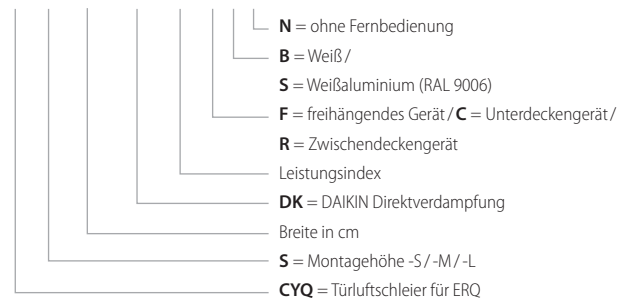 N = ohne Fernbedienung
B = Weiß /
S = Weißaluminium (RAL 9006)
F = freihängendes Gerät / C = Unterdeckengerät /
R = Zwischendeckengerät
Leistungsindex
DK = DAIKIN Direktverdampfung
Breite in cm
S = Montagehöhe -S / -M / -L
CYQ = Türluftschleier für ERQ